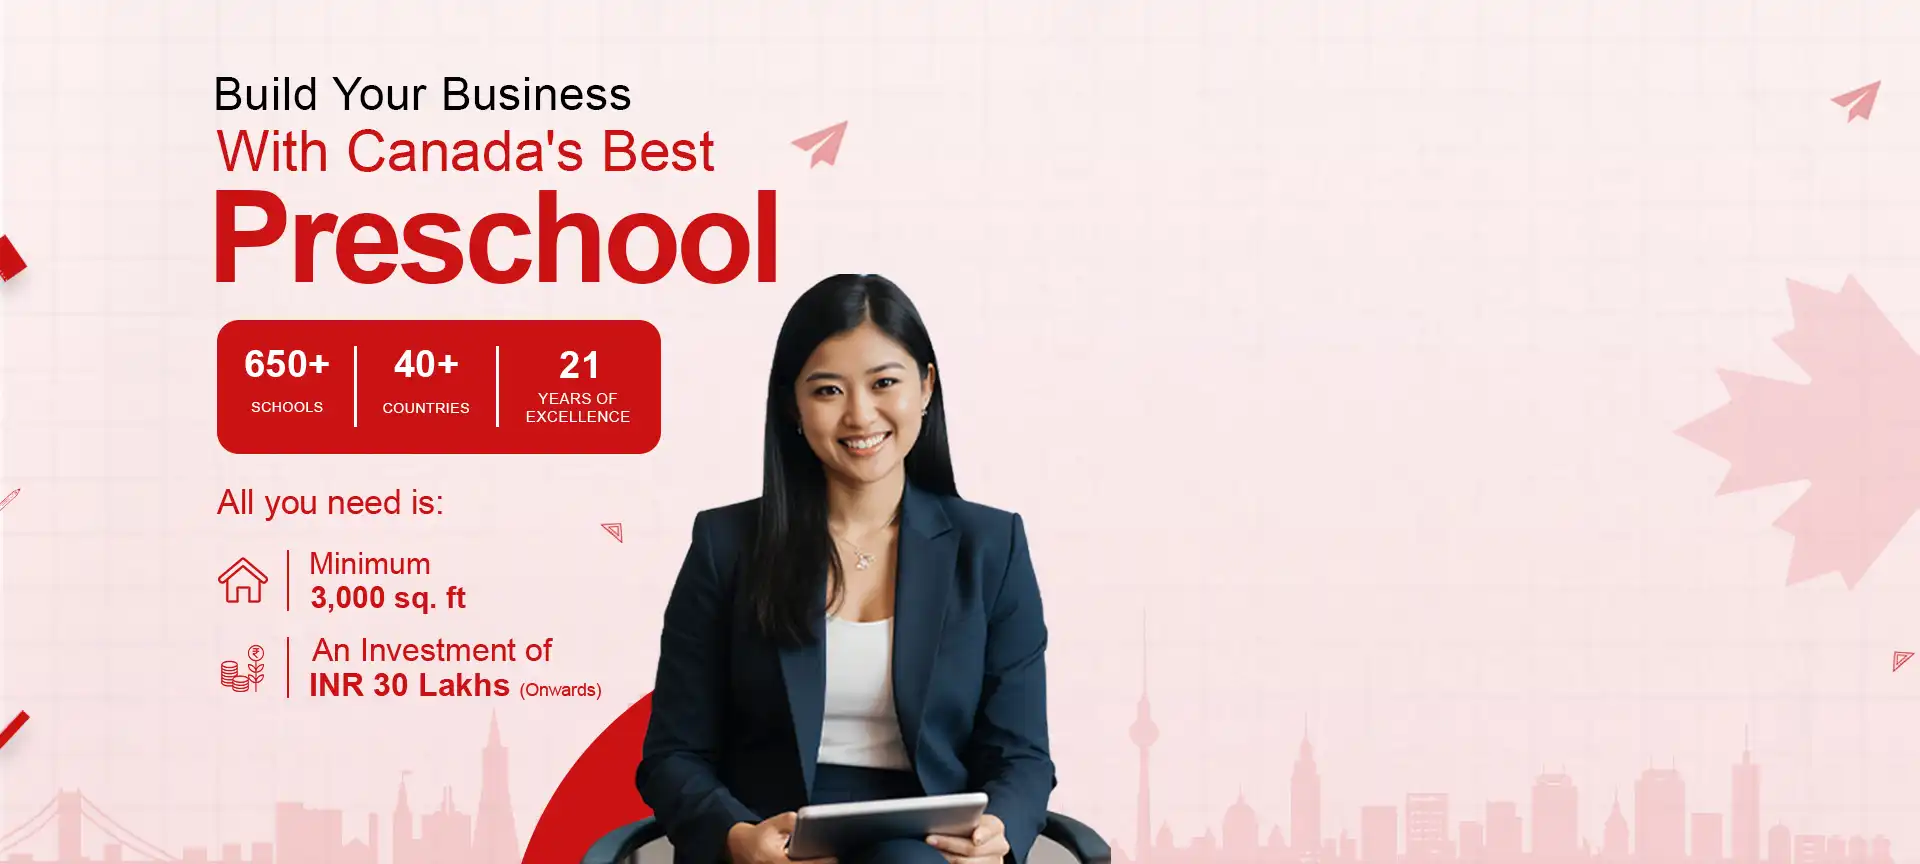 Build Your Business
With Canada's Best
Preschool
650+
SCHOOLS
40+
COUNTRIES
21
YEARS OF
EXCELLENCE
All you need is:
Minimum
3,000 sq. ft
₹
An Investment of
INR 30 Lakhs (Onwards)